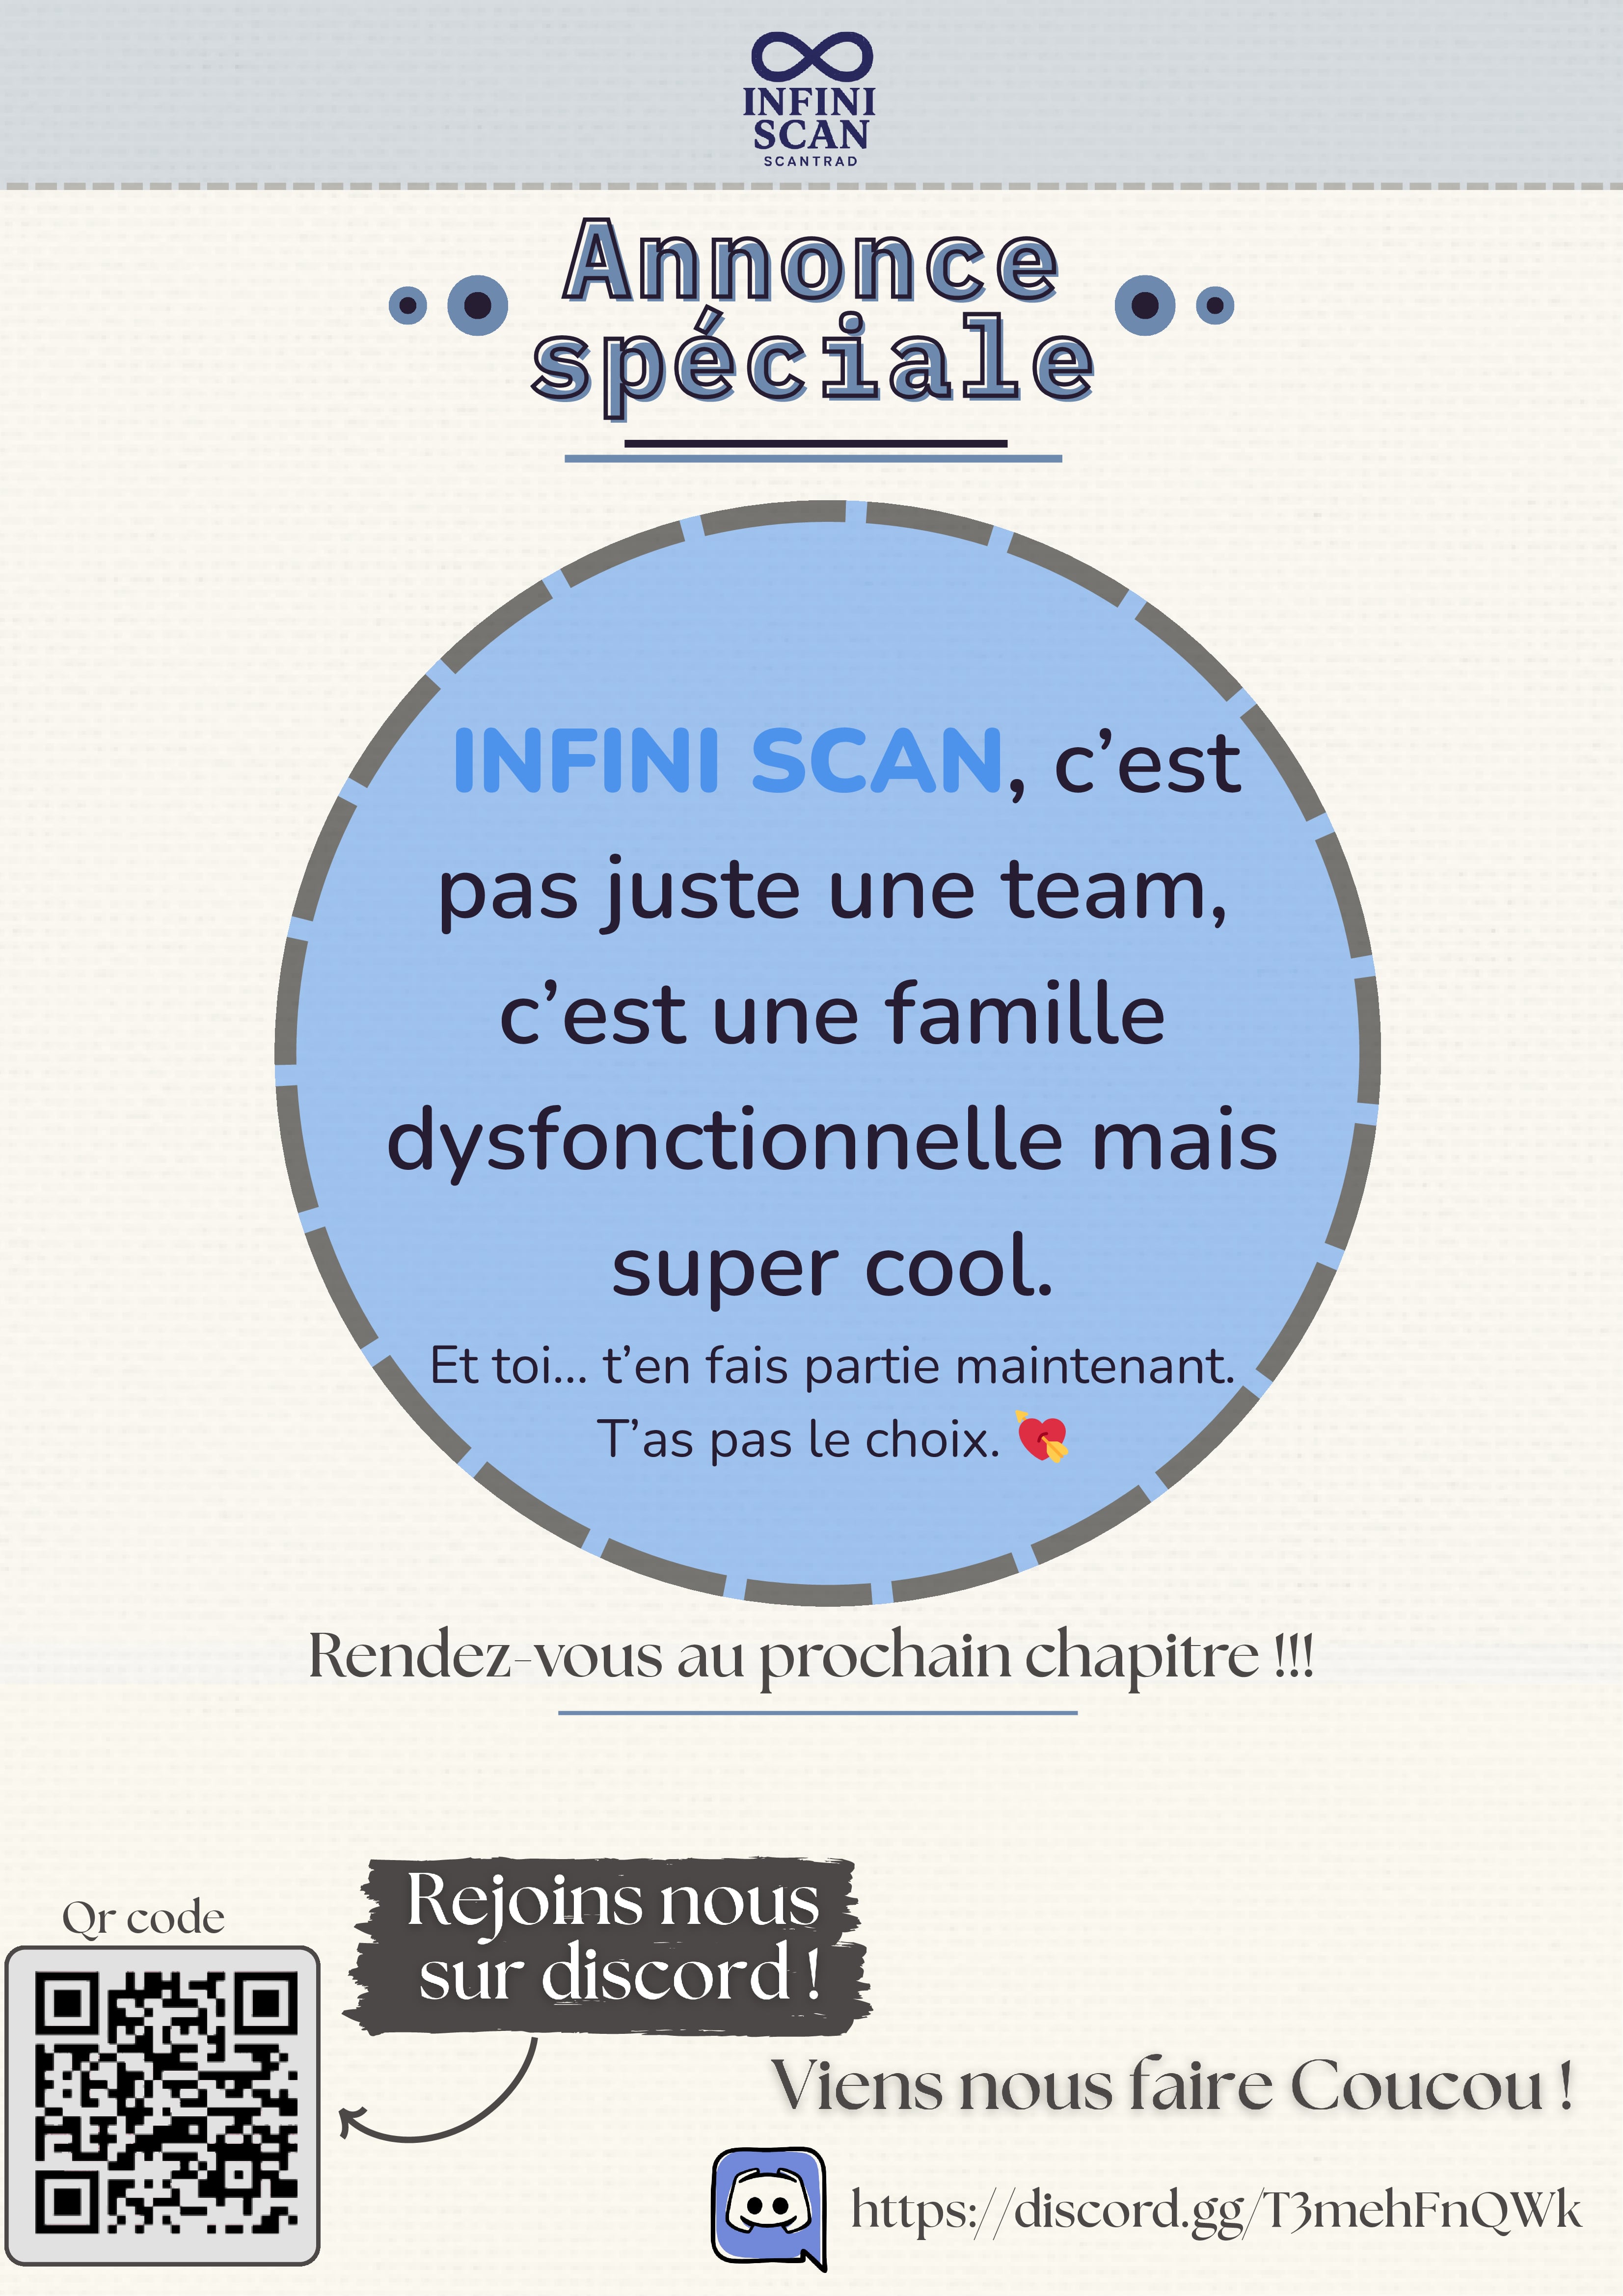 INFINI
SCAN
SCANTRAD
Annonce
spéciale
INFINI SCAN, c’est
pas juste une team,
c’est une famille
dysfonctionnelle mais
super cool.
Et toi... t’en fais partie maintenant.
T’as pas le choix. 💘
Rendez-vous au prochain chapitre !!!
Qr code
Rejoins nous
sur discord !
Viens nous faire Coucou !
https://discord.gg/T3mehFnQWk